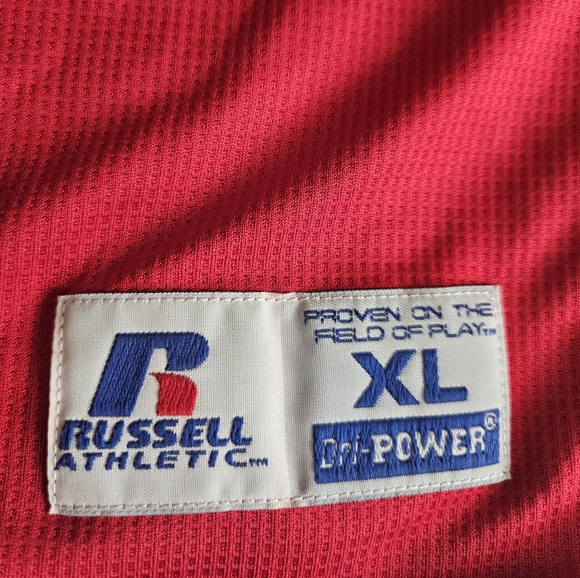 R
RUSSELL
ATHLETIC™
PROVEN ON THE
FIELD OF PLAY™
XL
Dri-POWER®